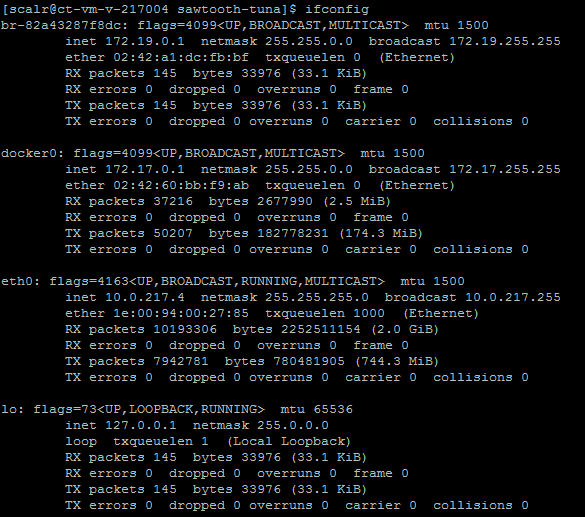 [scalr@ct-vm-v-217004 sawtooth-tuna]$ ifconfig
br-82a43287f8dc: flags=4099<UP,BROADCAST,MULTICAST>  mtu 1500
        inet 172.19.0.1  netmask 255.255.0.0  broadcast 172.19.255.255
        ether 02:42:a1:dc:fb:bf  txqueuelen 0  (Ethernet)
        RX packets 145  bytes 33976 (33.1 KiB)
        RX errors 0  dropped 0  overruns 0  frame 0
        TX packets 145  bytes 33976 (33.1 KiB)
        TX errors 0  dropped 0 overruns 0  carrier 0  collisions 0

docker0: flags=4099<UP,BROADCAST,MULTICAST>  mtu 1500
        inet 172.17.0.1  netmask 255.255.0.0  broadcast 172.17.255.255
        ether 02:42:60:bb:f9:ab  txqueuelen 0  (Ethernet)
        RX packets 37216  bytes 2677990 (2.5 MiB)
        RX errors 0  dropped 0  overruns 0  frame 0
        TX packets 50207  bytes 182778231 (174.3 MiB)
        TX errors 0  dropped 0 overruns 0  carrier 0  collisions 0

eth0: flags=4163<UP,BROADCAST,RUNNING,MULTICAST>  mtu 1500
        inet 10.0.217.4  netmask 255.255.255.0  broadcast 10.0.217.255
        ether 1e:00:94:00:27:85  txqueuelen 1000  (Ethernet)
        RX packets 10193306  bytes 2252511154 (2.0 GiB)
        RX errors 0  dropped 0  overruns 0  frame 0
        TX packets 7942781  bytes 780481905 (744.3 MiB)
        TX errors 0  dropped 0 overruns 0  carrier 0  collisions 0

lo: flags=73<UP,LOOPBACK,RUNNING>  mtu 65536
        inet 127.0.0.1  netmask 255.0.0.0
        loop  txqueuelen 1  (Local Loopback)
        RX packets 145  bytes 33976 (33.1 KiB)
        RX errors 0  dropped 0  overruns 0  frame 0
        TX packets 145  bytes 33976 (33.1 KiB)
        TX errors 0  dropped 0 overruns 0  carrier 0  collisions 0